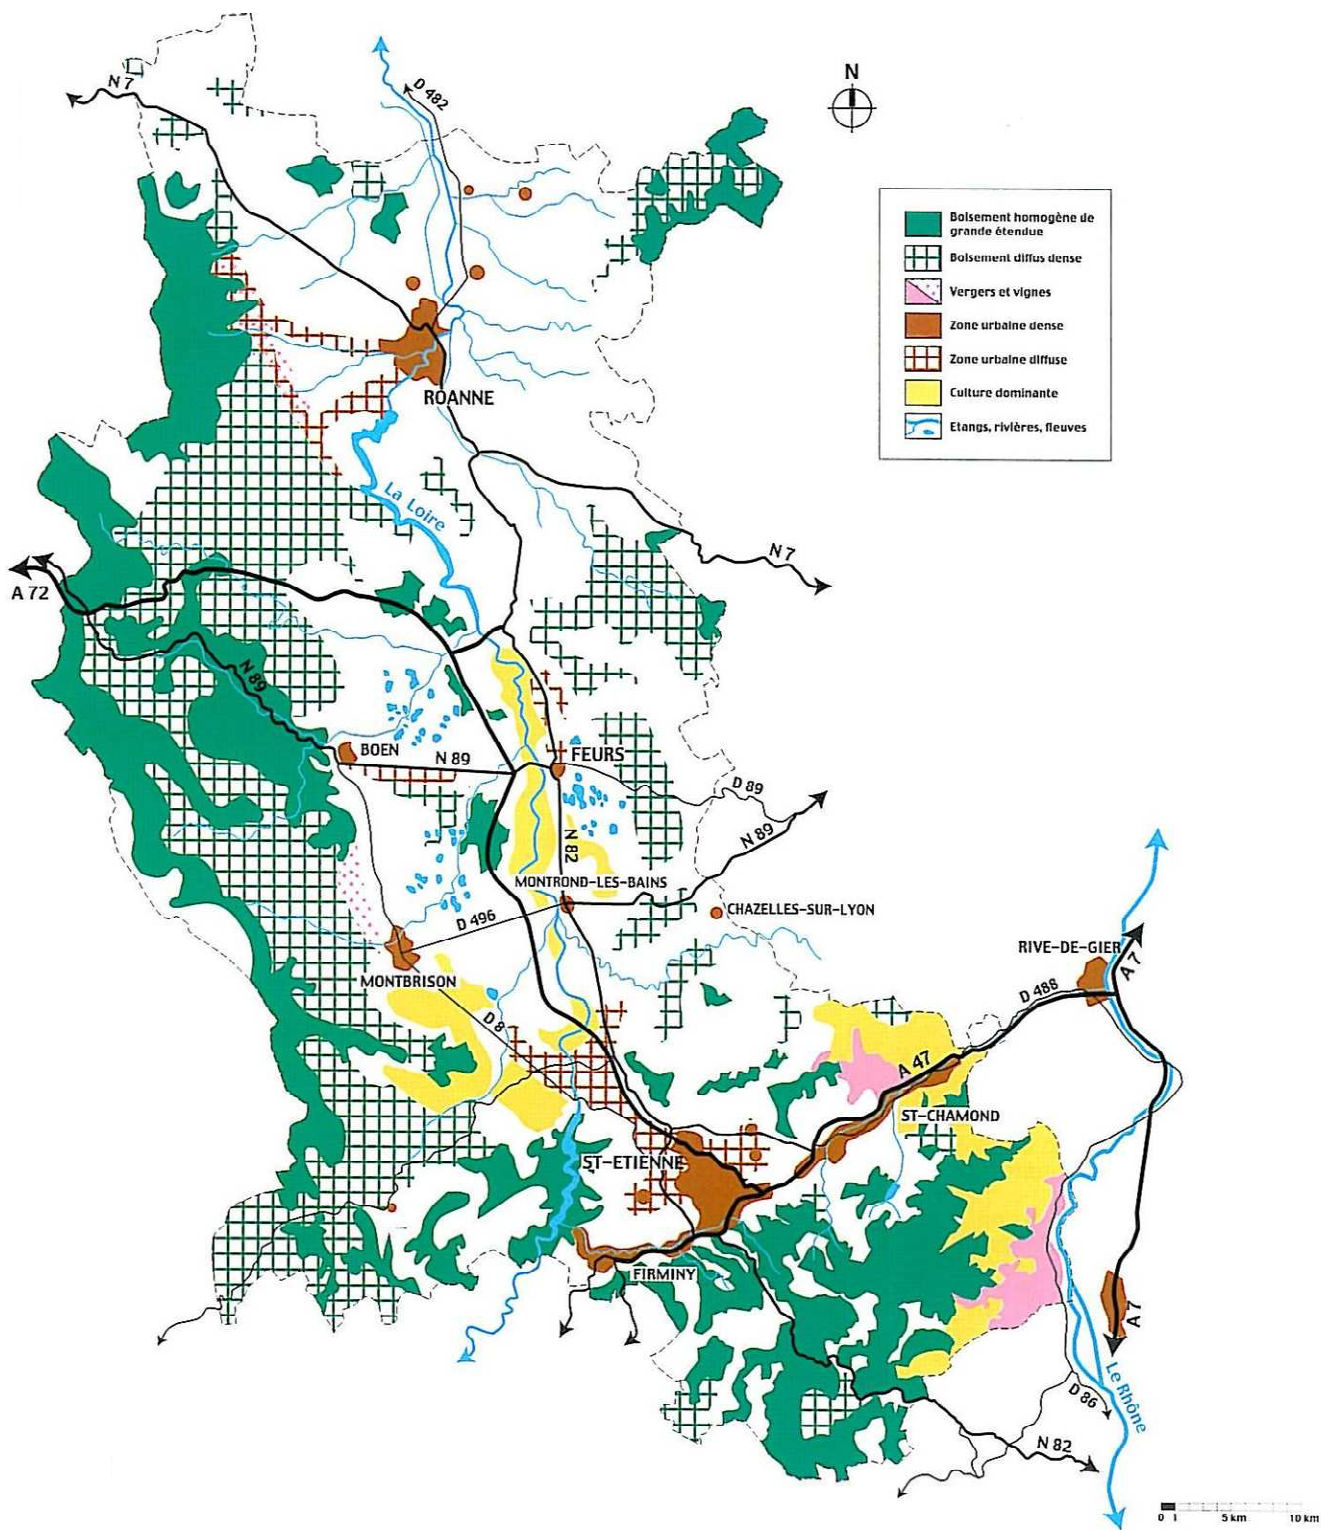 N
N 7
D 482
Boisement homogène de
grande étendue
Boisement diffus dense
Vergers et vignes
Zone urbaine dense
Zone urbaine diffuse
Culture dominante
Etangs, rivières, fleuves
ROANNE
La Loire
N 7
A 72
N 89
BOEN
N 89
FEURS
D 89
N 89
N 82
MONTROND-LES-BAINS
CHAZELLES-SUR-LYON
D 496
MONTBRISON
RIVE-DE-GIER
A 7
D 488
D 8
A 47
ST-CHAMOND
ST-ETIENNE
FIRMINY
A 7
Le Rhône
D 86
N 82
0 1 5 km 10 km